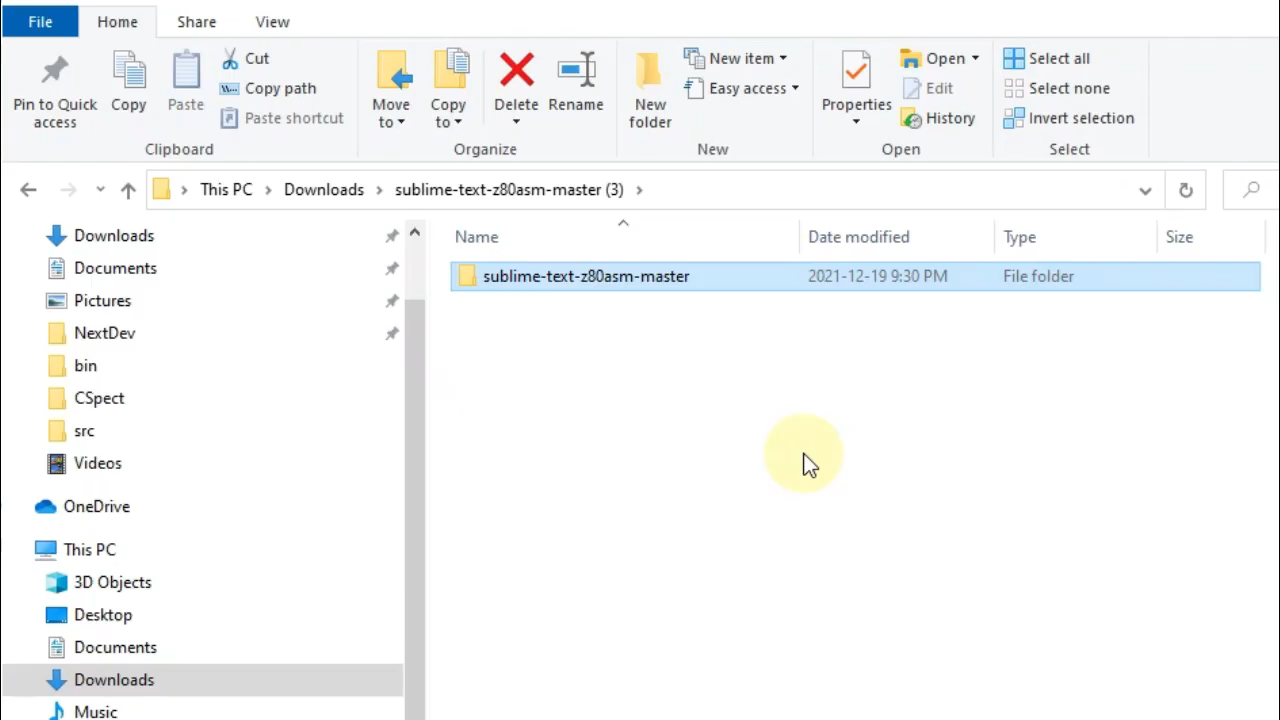 File Home Share View
Pin to Quick access
Copy
Paste
Cut
Copy path
Paste shortcut
Clipboard
Move to
Copy to
Delete
Rename
Organize
New folder
New item
Easy access
New
Properties
Open
Edit
History
Open
Select all
Select none
Invert selection
Select
This PC Downloads sublime-text-z80asm-master (3)
Downloads
Documents
Pictures
NextDev
bin
CSpect
src
Videos
OneDrive
This PC
3D Objects
Desktop
Documents
Downloads
Music
Name Date modified Type Size
sublime-text-z80asm-master 2021-12-19 9:30 PM File folder